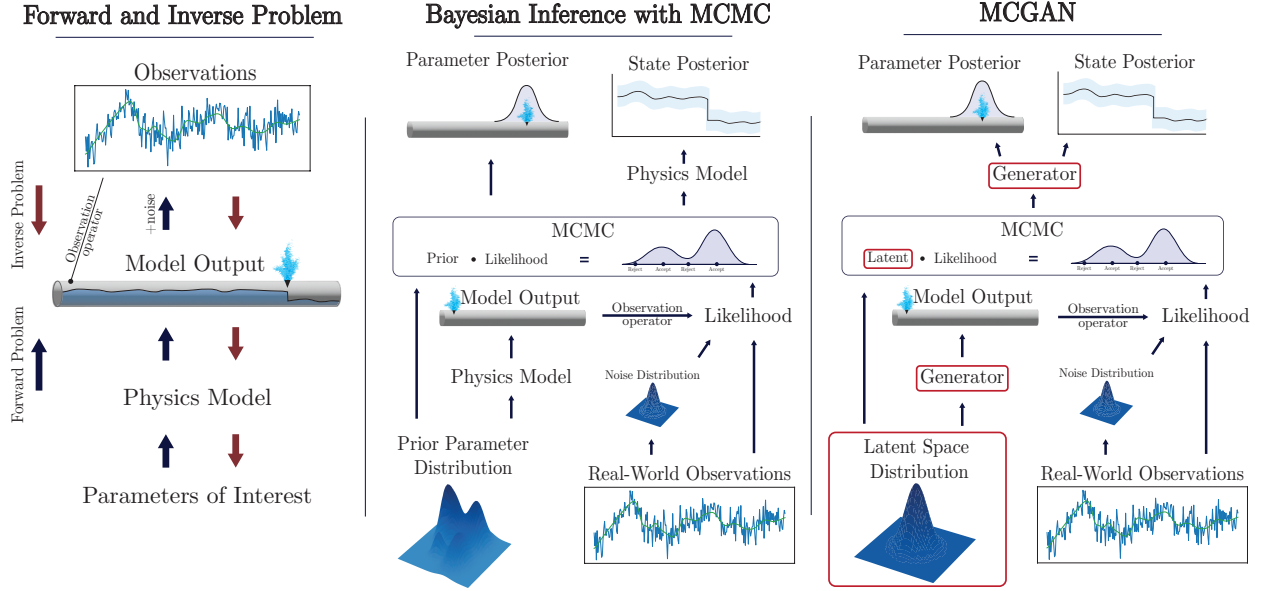 Forward and Inverse Problem
Observations
Inverse Problem
Observation
operator
+noise
Model Output
Forward Problem
Physics Model
Parameters of Interest
Bayesian Inference with MCMC
Parameter Posterior
State Posterior
Physics Model
MCMC
Prior • Likelihood =
Reject Accept Reject Accept
Model Output
Observation
operator
Likelihood
Physics Model
Noise Distribution
Prior Parameter
Distribution
Real-World Observations
MCGAN
Parameter Posterior
State Posterior
Generator
MCMC
Latent • Likelihood =
Reject Accept Reject Accept
Model Output
Observation
operator
Likelihood
Generator
Noise Distribution
Latent Space
Distribution
Real-World Observations